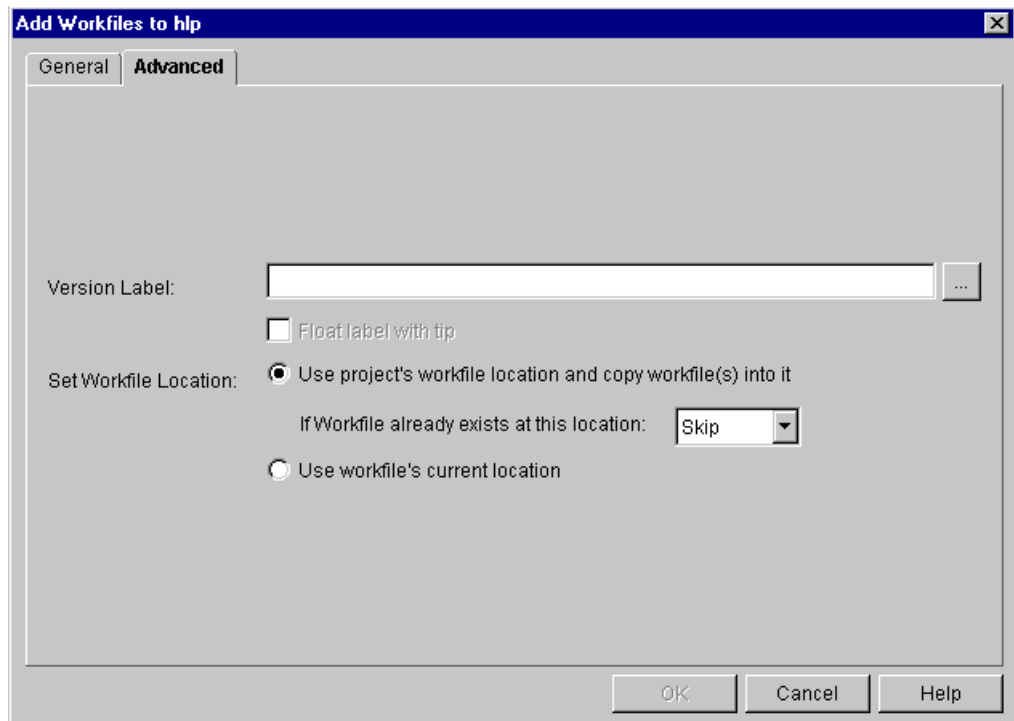 Add Workfiles to hlp
General Advanced
Version Label: ...
Float label with tip
Set Workfile Location: Use project's workfile location and copy workfile(s) into it
If Workfile already exists at this location: Skip
Use workfile's current location
OK Cancel Help